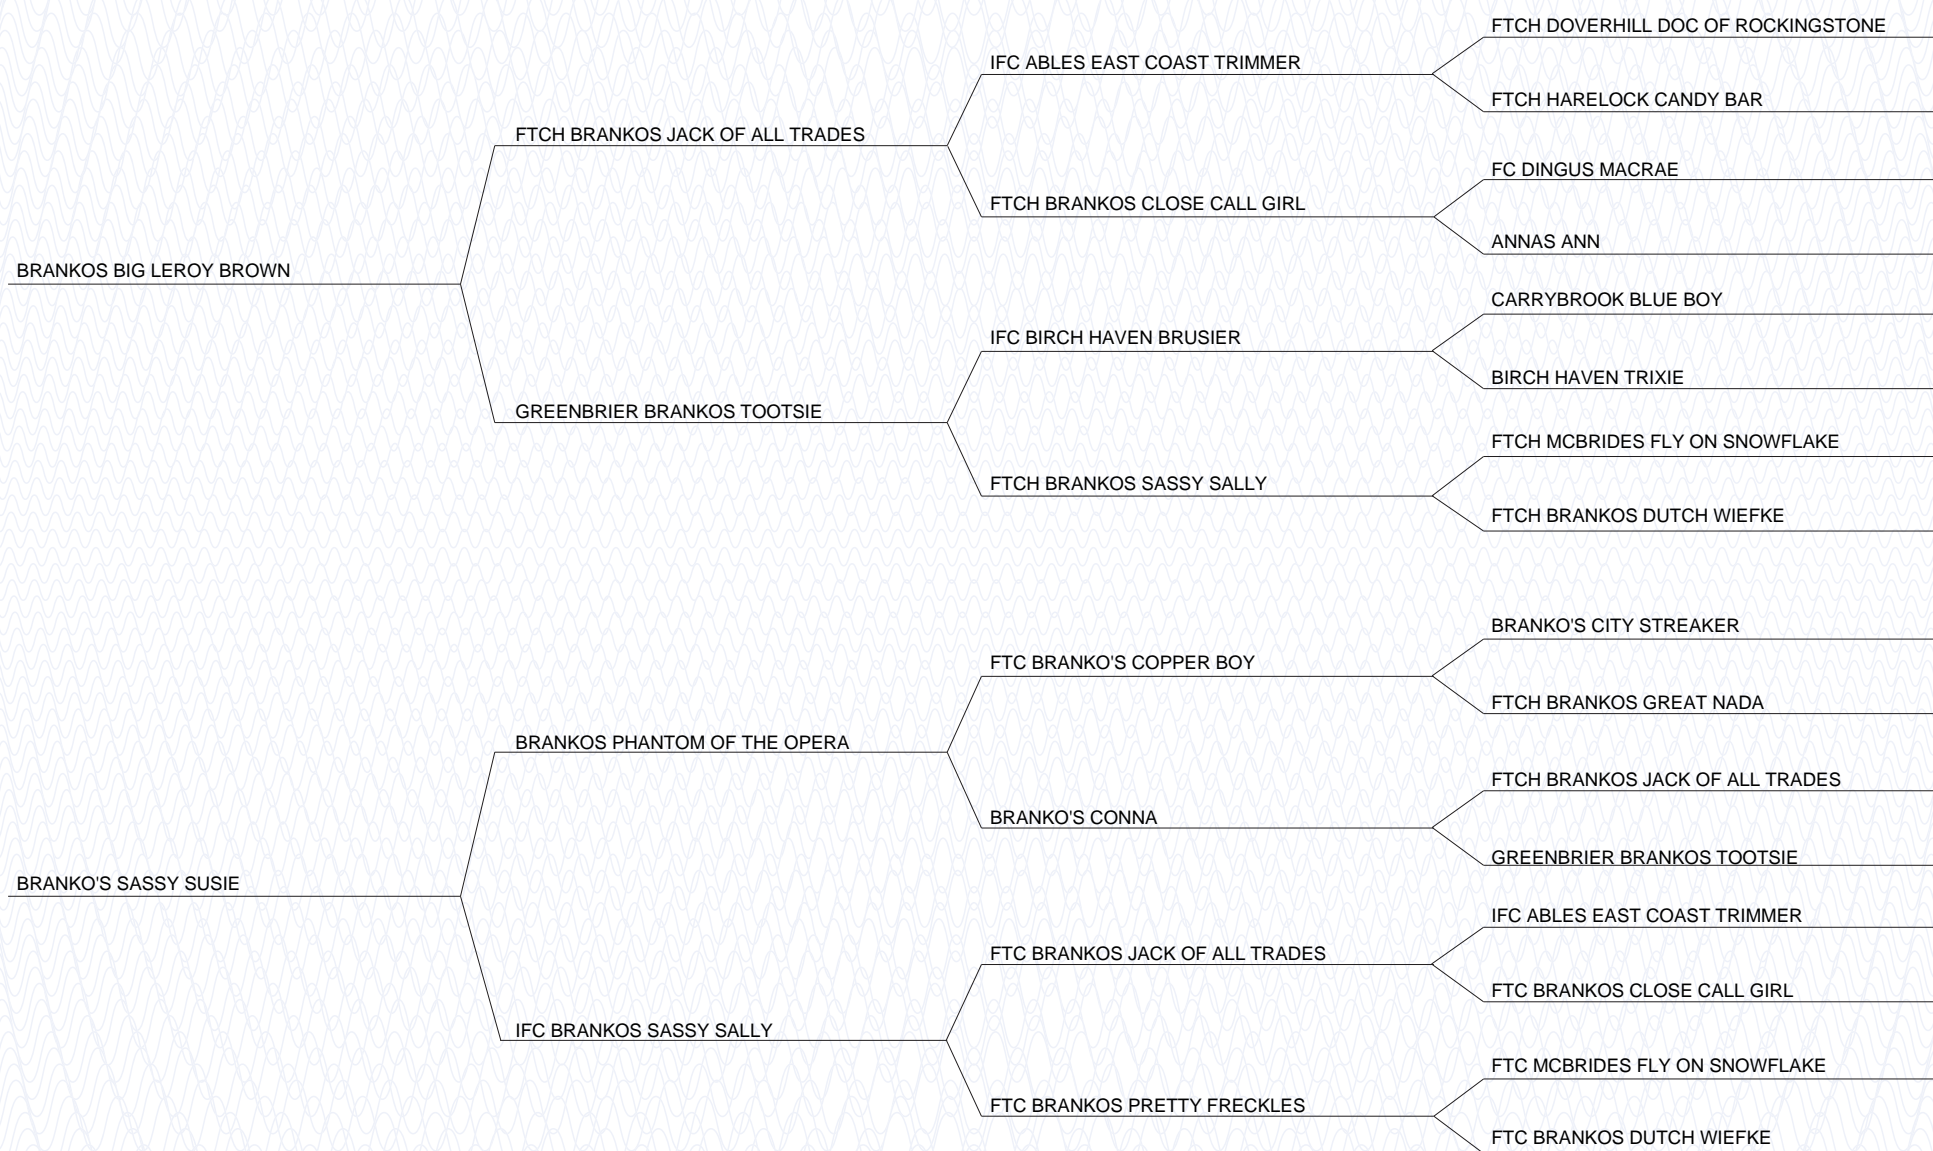 FTCH DOVERHILL DOC OF ROCKINGSTONE
IFC ABLES EAST COAST TRIMMER
FTCH HARELOCK CANDY BAR
FTCH BRANKOS JACK OF ALL TRADES
FC DINGUS MACRAE
FTCH BRANKOS CLOSE CALL GIRL
ANNAS ANN
BRANKOS BIG LEROY BROWN
CARRYBROOK BLUE BOY
IFC BIRCH HAVEN BRUSIER
BIRCH HAVEN TRIXIE
GREENBRIER BRANKOS TOOTSIE
FTCH MCBRIDES FLY ON SNOWFLAKE
FTCH BRANKOS SASSY SALLY
FTCH BRANKOS DUTCH WIEFKE
BRANKO'S CITY STREAKER
FTC BRANKO'S COPPER BOY
FTCH BRANKOS GREAT NADA
BRANKOS PHANTOM OF THE OPERA
FTCH BRANKOS JACK OF ALL TRADES
BRANKO'S CONNA
GREENBRIER BRANKOS TOOTSIE
BRANKO'S SASSY SUSIE
IFC ABLES EAST COAST TRIMMER
FTC BRANKOS JACK OF ALL TRADES
FTC BRANKOS CLOSE CALL GIRL
IFC BRANKOS SASSY SALLY
FTC MCBRIDES FLY ON SNOWFLAKE
FTC BRANKOS PRETTY FRECKLES
FTC BRANKOS DUTCH WIEFKE